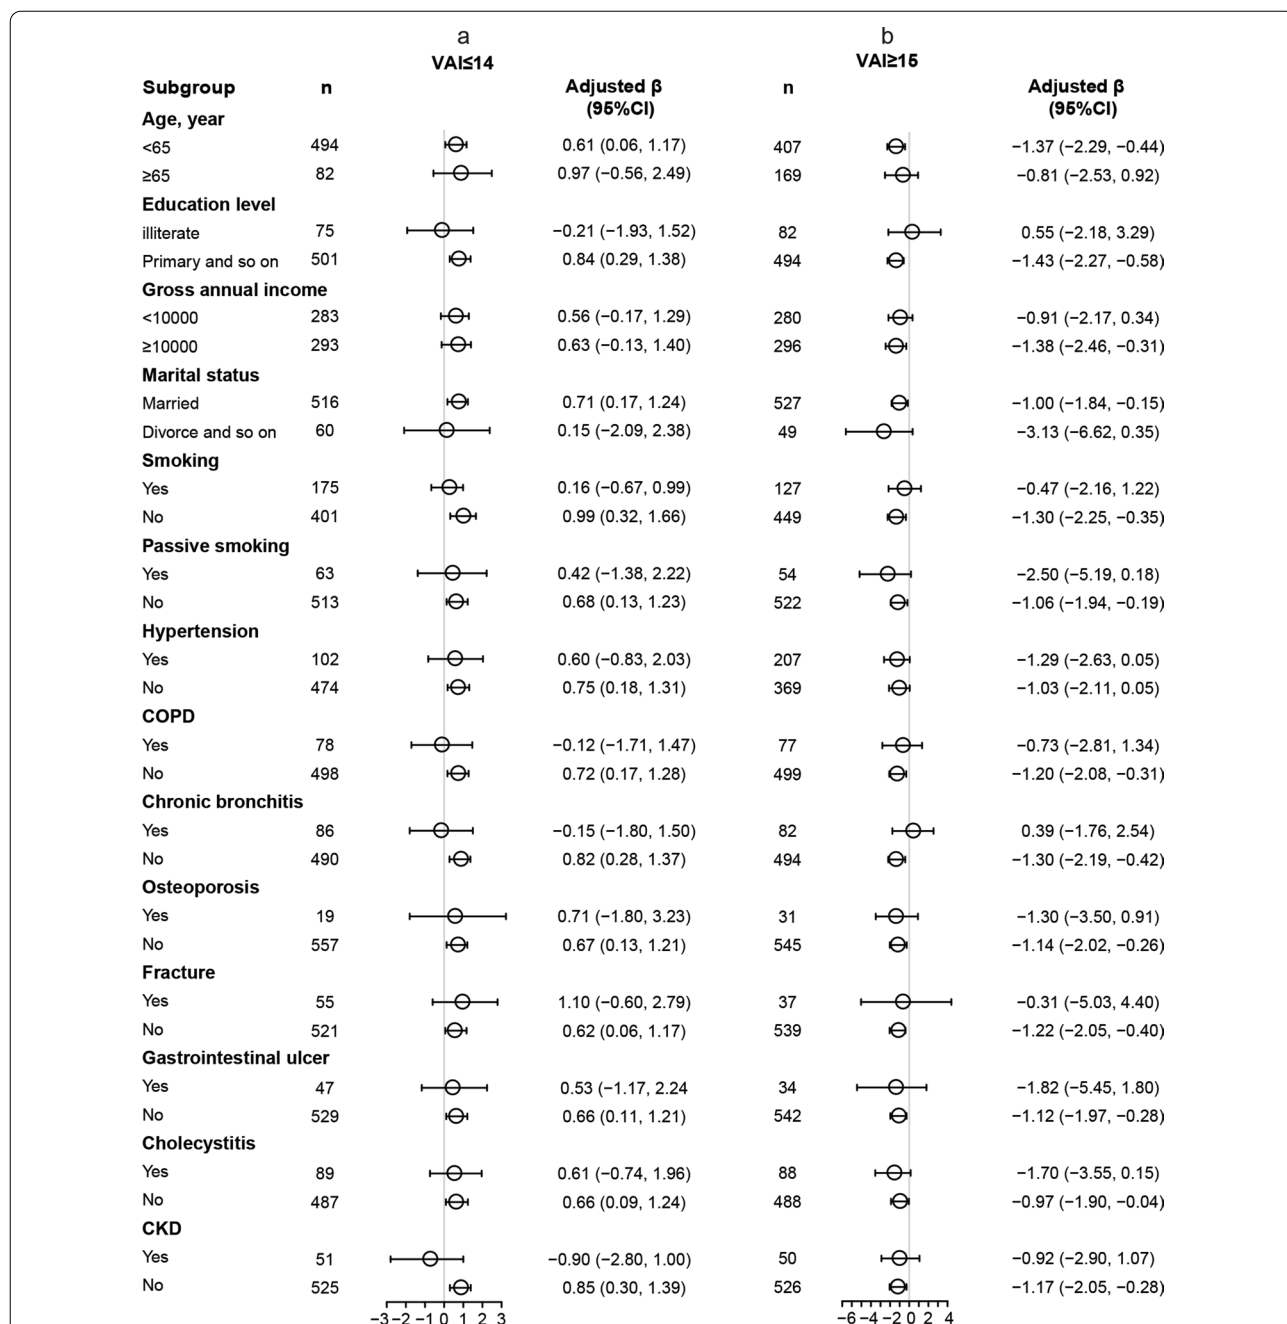 a b
VAI≤14 VAI≥15
Subgroup n Adjusted β n Adjusted β
(95%CI) (95%CI)
Age, year
<65 494 0.61 (0.06, 1.17) 407 −1.37 (−2.29, −0.44)
≥65 82 0.97 (−0.56, 2.49) 169 −0.81 (−2.53, 0.92)
Education level
illiterate 75 −0.21 (−1.93, 1.52) 82 0.55 (−2.18, 3.29)
Primary and so on 501 0.84 (0.29, 1.38) 494 −1.43 (−2.27, −0.58)
Gross annual income
<10000 283 0.56 (−0.17, 1.29) 280 −0.91 (−2.17, 0.34)
≥10000 293 0.63 (−0.13, 1.40) 296 −1.38 (−2.46, −0.31)
Marital status
Married 516 0.71 (0.17, 1.24) 527 −1.00 (−1.84, −0.15)
Divorce and so on 60 0.15 (−2.09, 2.38) 49 −3.13 (−6.62, 0.35)
Smoking
Yes 175 0.16 (−0.67, 0.99) 127 −0.47 (−2.16, 1.22)
No 401 0.99 (0.32, 1.66) 449 −1.30 (−2.25, −0.35)
Passive smoking
Yes 63 0.42 (−1.38, 2.22) 54 −2.50 (−5.19, 0.18)
No 513 0.68 (0.13, 1.23) 522 −1.06 (−1.94, −0.19)
Hypertension
Yes 102 0.60 (−0.83, 2.03) 207 −1.29 (−2.63, 0.05)
No 474 0.75 (0.18, 1.31) 369 −1.03 (−2.11, 0.05)
COPD
Yes 78 −0.12 (−1.71, 1.47) 77 −0.73 (−2.81, 1.34)
No 498 0.72 (0.17, 1.28) 499 −1.20 (−2.08, −0.31)
Chronic bronchitis
Yes 86 −0.15 (−1.80, 1.50) 82 0.39 (−1.76, 2.54)
No 490 0.82 (0.28, 1.37) 494 −1.30 (−2.19, −0.42)
Osteoporosis
Yes 19 0.71 (−1.80, 3.23) 31 −1.30 (−3.50, 0.91)
No 557 0.67 (0.13, 1.21) 545 −1.14 (−2.02, −0.26)
Fracture
Yes 55 1.10 (−0.60, 2.79) 37 −0.31 (−5.03, 4.40)
No 521 0.62 (0.06, 1.17) 539 −1.22 (−2.05, −0.40)
Gastrointestinal ulcer
Yes 47 0.53 (−1.17, 2.24 34 −1.82 (−5.45, 1.80)
No 529 0.66 (0.11, 1.21) 542 −1.12 (−1.97, −0.28)
Cholecystitis
Yes 89 0.61 (−0.74, 1.96) 88 −1.70 (−3.55, 0.15)
No 487 0.66 (0.09, 1.24) 488 −0.97 (−1.90, −0.04)
CKD
Yes 51 −0.90 (−2.80, 1.00) 50 −0.92 (−2.90, 1.07)
No 525 0.85 (0.30, 1.39) 526 −1.17 (−2.05, −0.28)
−3 −2 −1 0 1 2 3 −6 −4 −2 0 2 4